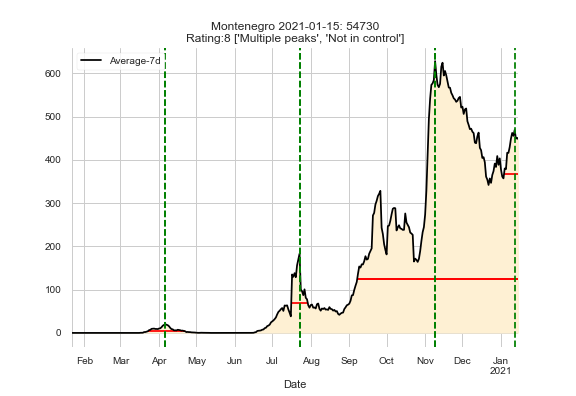 Montenegro 2021-01-15: 54730
Rating:8 ['Multiple peaks', 'Not in control']
Average-7d
600
500
400
300
200
100
0
Feb Mar Apr May Jun Jul Aug Sep Oct Nov Dec Jan
2021
Date